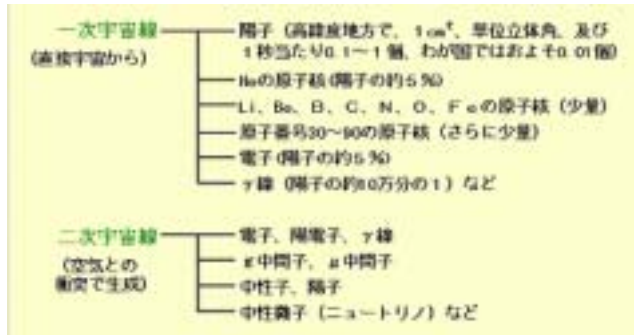 一次宇宙線
(直接宇宙から)
陽子(高緯度地方で、1cm²、単位立体角、及び
1秒当たり0.1~1個、わが国ではおよそ0.01個)
Heの原子核(陽子の約5%)
Li、Be、B、C、N、O、Feの原子核(少量)
原子番号30~90の原子核(さらに少量)
電子(陽子の約5%)
γ線(陽子の約10万分の1)など
二次宇宙線
(空気との
衝突で生成)
電子、陽電子、γ線
π中間子、μ中間子
中性子、陽子
中性微子(ニュートリノ)など